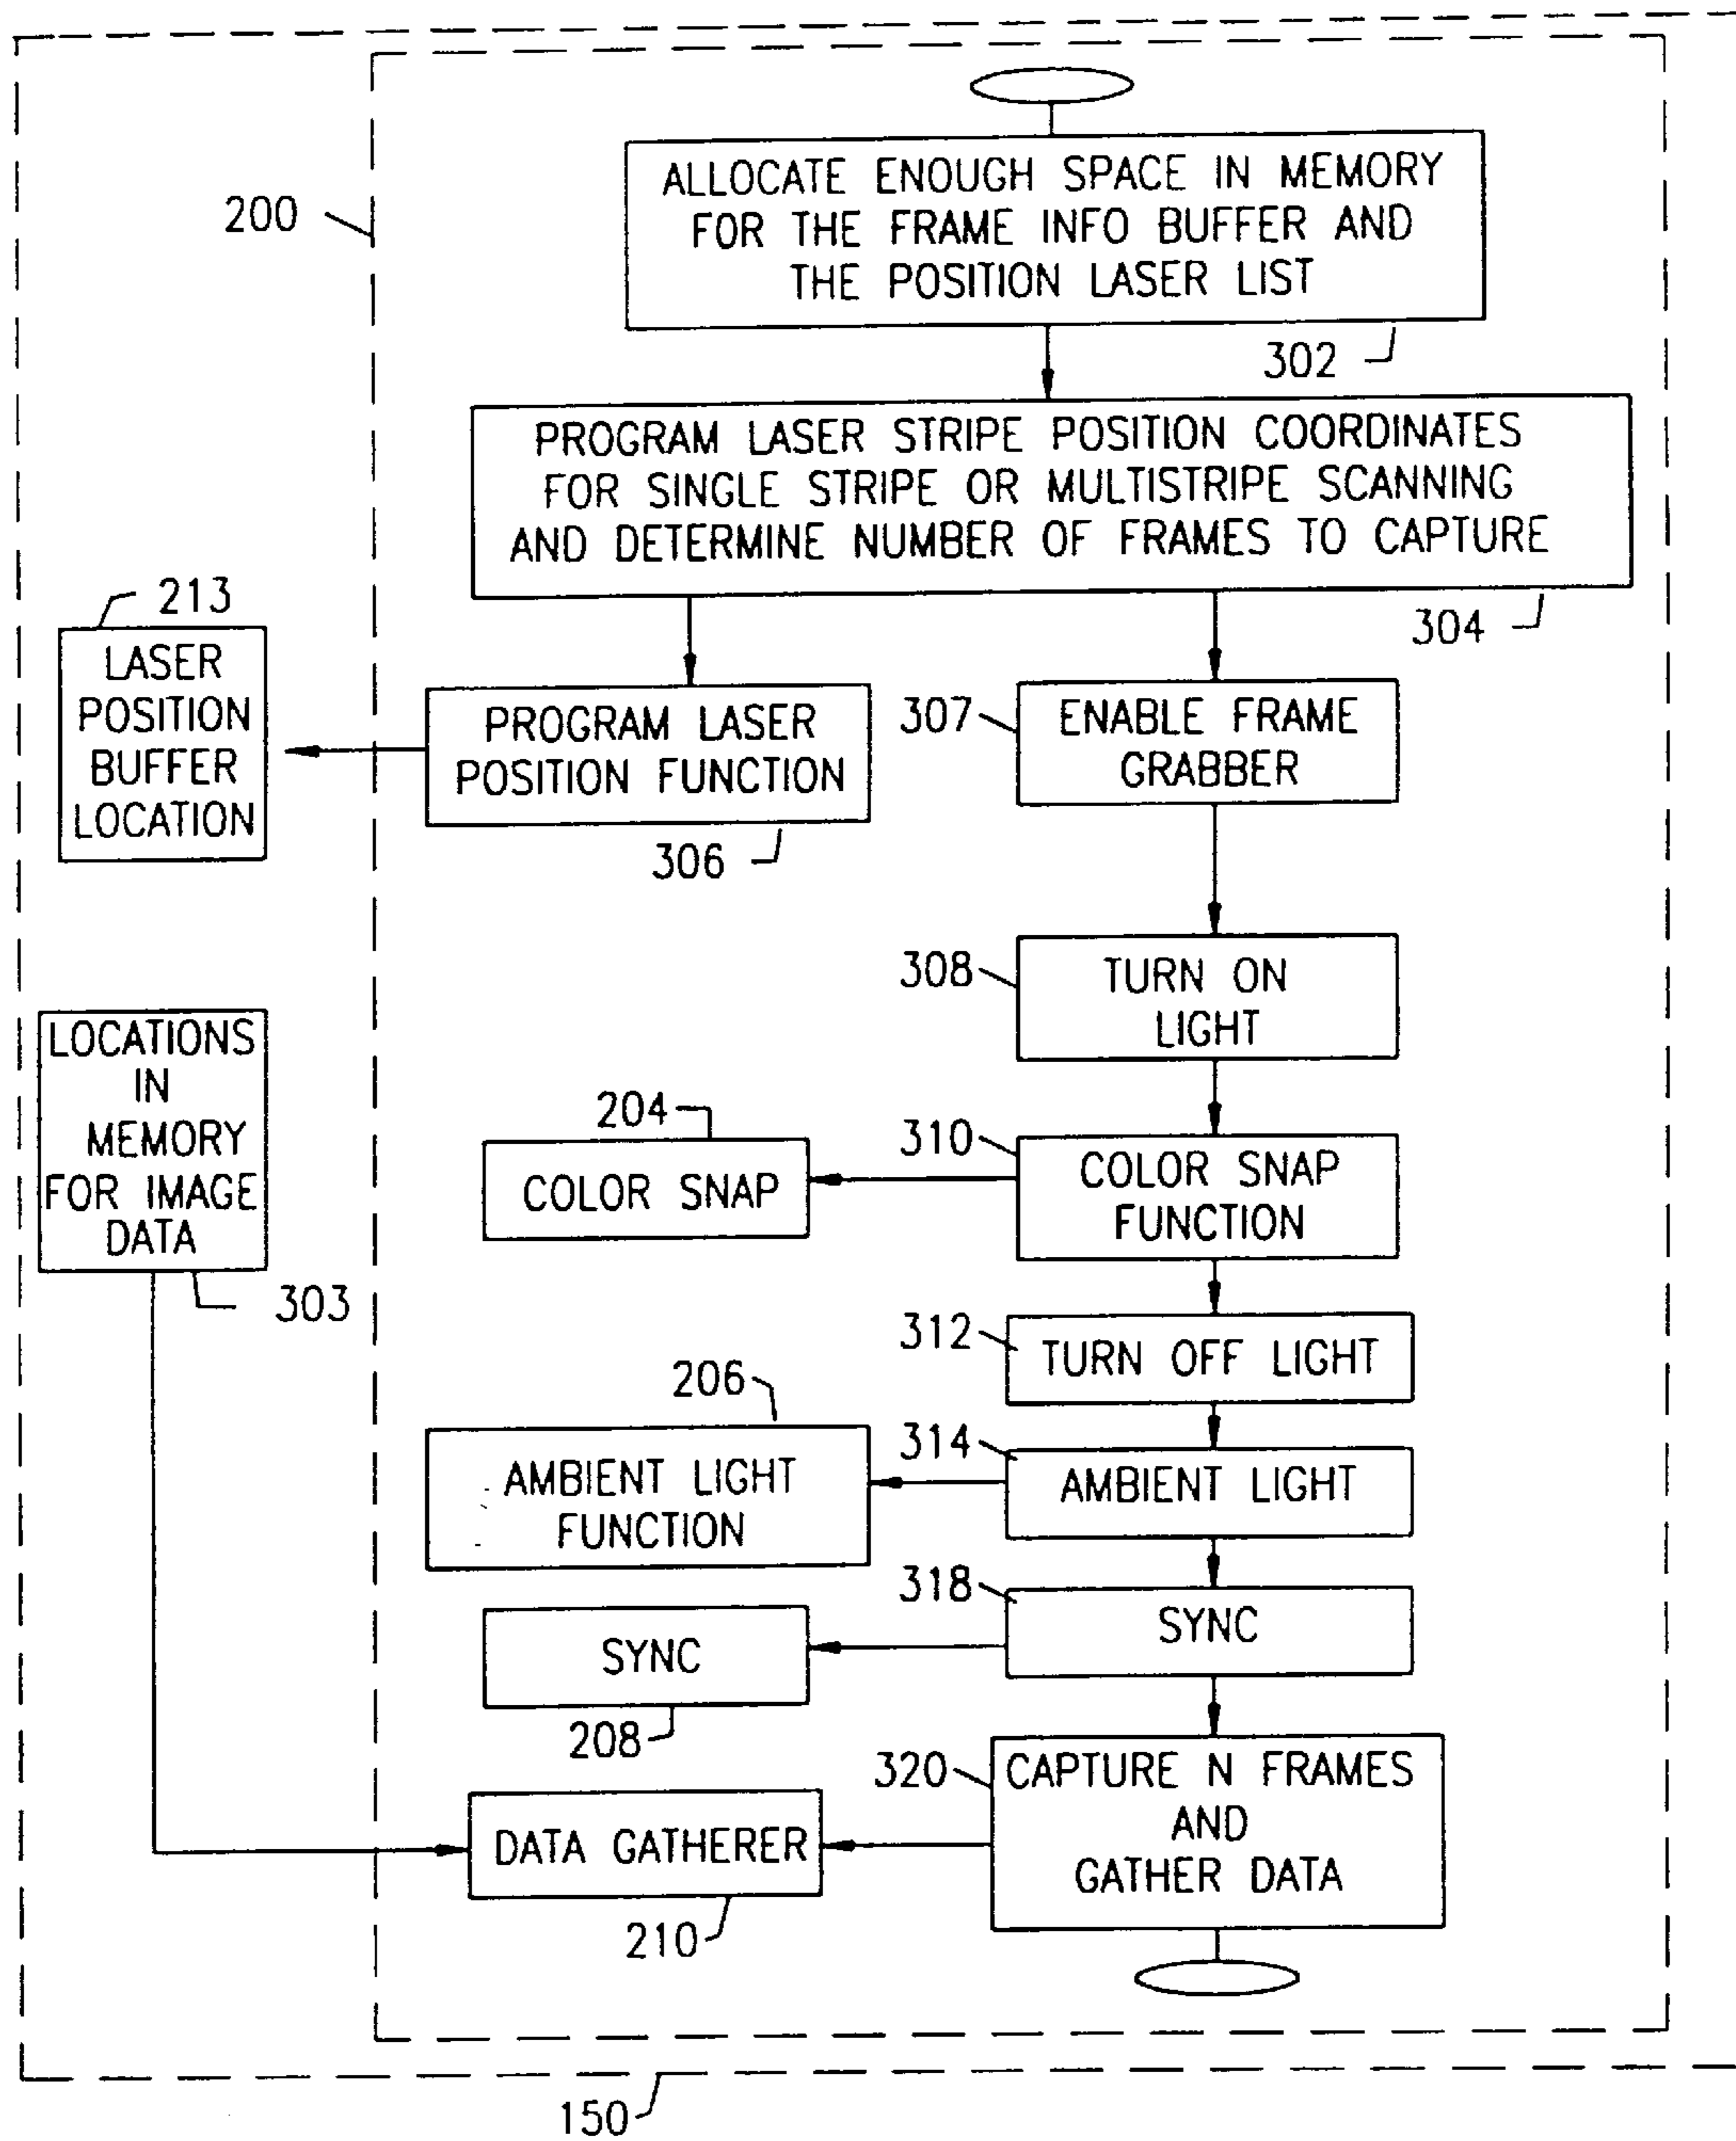 200
ALLOCATE ENOUGH SPACE IN MEMORY
FOR THE FRAME INFO BUFFER AND
THE POSITION LASER LIST
302
PROGRAM LASER STRIPE POSITION COORDINATES
FOR SINGLE STRIPE OR MULTISTRIPE SCANNING
AND DETERMINE NUMBER OF FRAMES TO CAPTURE
304
213
LASER
POSITION
BUFFER
LOCATION
PROGRAM LASER
POSITION FUNCTION
306
307
ENABLE FRAME
GRABBER
308
TURN ON
LIGHT
LOCATIONS
IN
MEMORY
FOR IMAGE
DATA
303
204
COLOR SNAP
310
COLOR SNAP
FUNCTION
312
TURN OFF LIGHT
206
AMBIENT LIGHT
FUNCTION
314
AMBIENT LIGHT
318
SYNC
SYNC
208
320
CAPTURE N FRAMES
AND
GATHER DATA
DATA GATHERER
210
150